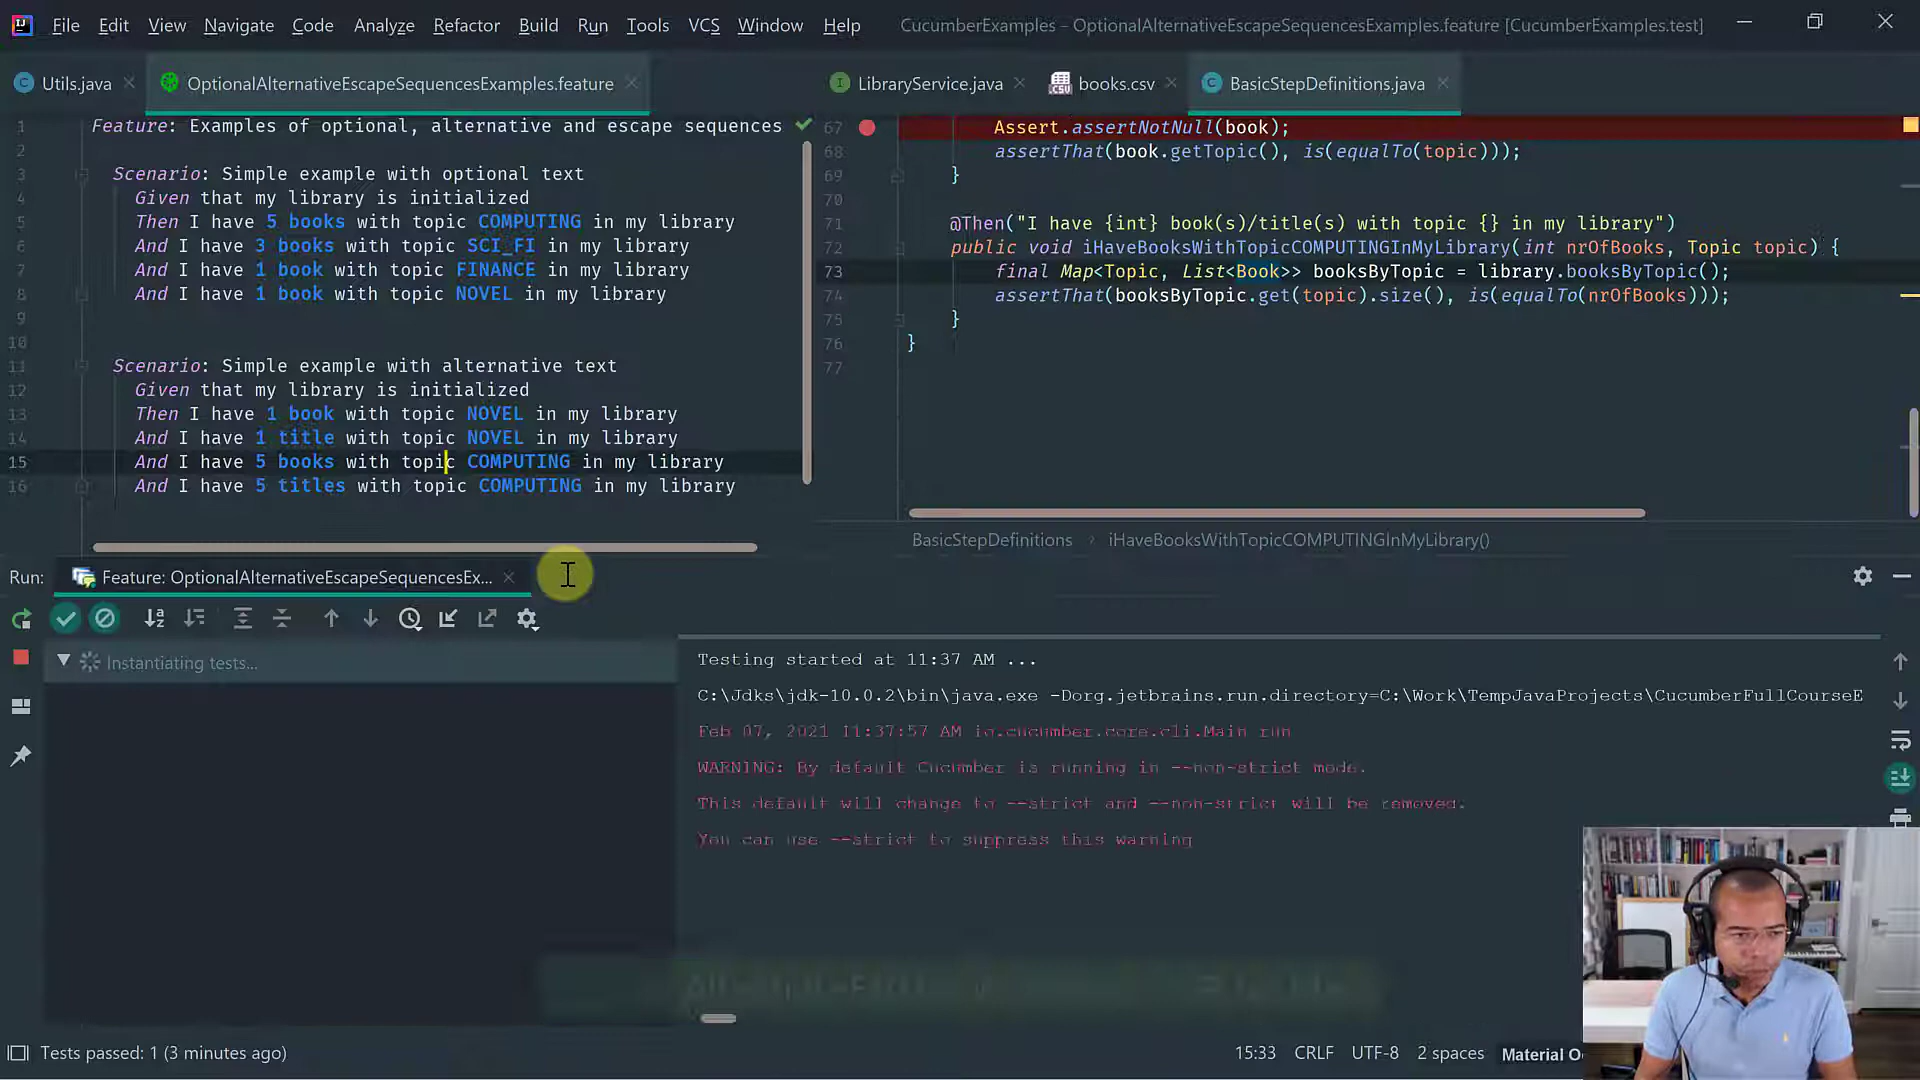 File Edit View Navigate Code Analyze Refactor Build Run Tools VCS Window Help CucumberExamples – OptionalAlternativeEscapeSequencesExamples.feature [CucumberExamples.test]
Utils.java OptionalAlternativeEscapeSequencesExamples.feature
1 Feature: Examples of optional, alternative and escape sequences
2
3 Scenario: Simple example with optional text
4 Given that my library is initialized
5 Then I have 5 books with topic COMPUTING in my library
6 And I have 3 books with topic SCI_FI in my library
7 And I have 1 book with topic FINANCE in my library
8 And I have 1 book with topic NOVEL in my library
9
10
11 Scenario: Simple example with alternative text
12 Given that my library is initialized
13 Then I have 1 book with topic NOVEL in my library
14 And I have 1 title with topic NOVEL in my library
15 And I have 5 books with topic COMPUTING in my library
16 And I have 5 titles with topic COMPUTING in my library
LibraryService.java books.csv BasicStepDefinitions.java
67 Assert.assertNotNull(book);
68 assertThat(book.getTopic(), is(equalTo(topic)));
69 }
70
71 @Then("I have {int} book(s)/title(s) with topic {} in my library")
72 public void iHaveBooksWithTopicCOMPUTINGInMyLibrary(int nrOfBooks, Topic topic) {
73 final Map<Topic, List<Book>> booksByTopic = library.booksByTopic();
74 assertThat(booksByTopic.get(topic).size(), is(equalTo(nrOfBooks)));
75 }
76 }
77
BasicStepDefinitions › iHaveBooksWithTopicCOMPUTINGInMyLibrary()
Run: Feature: OptionalAlternativeEscapeSequencesEx...
Instantiating tests...
Testing started at 11:37 AM ...
C:\Jdks\jdk-10.0.2\bin\java.exe -Dorg.jetbrains.run.directory=C:\Work\TempJavaProjects\CucumberFullCourseE
Feb 07, 2021 11:37:57 AM io.cucumber.core.cli.Main run
WARNING: By default Cucumber is running in --non-strict mode.
This default will change to --strict and --non-strict will be removed.
You can use --strict to suppress this warning
Tests passed: 1 (3 minutes ago) 15:33 CRLF UTF-8 2 spaces Material O